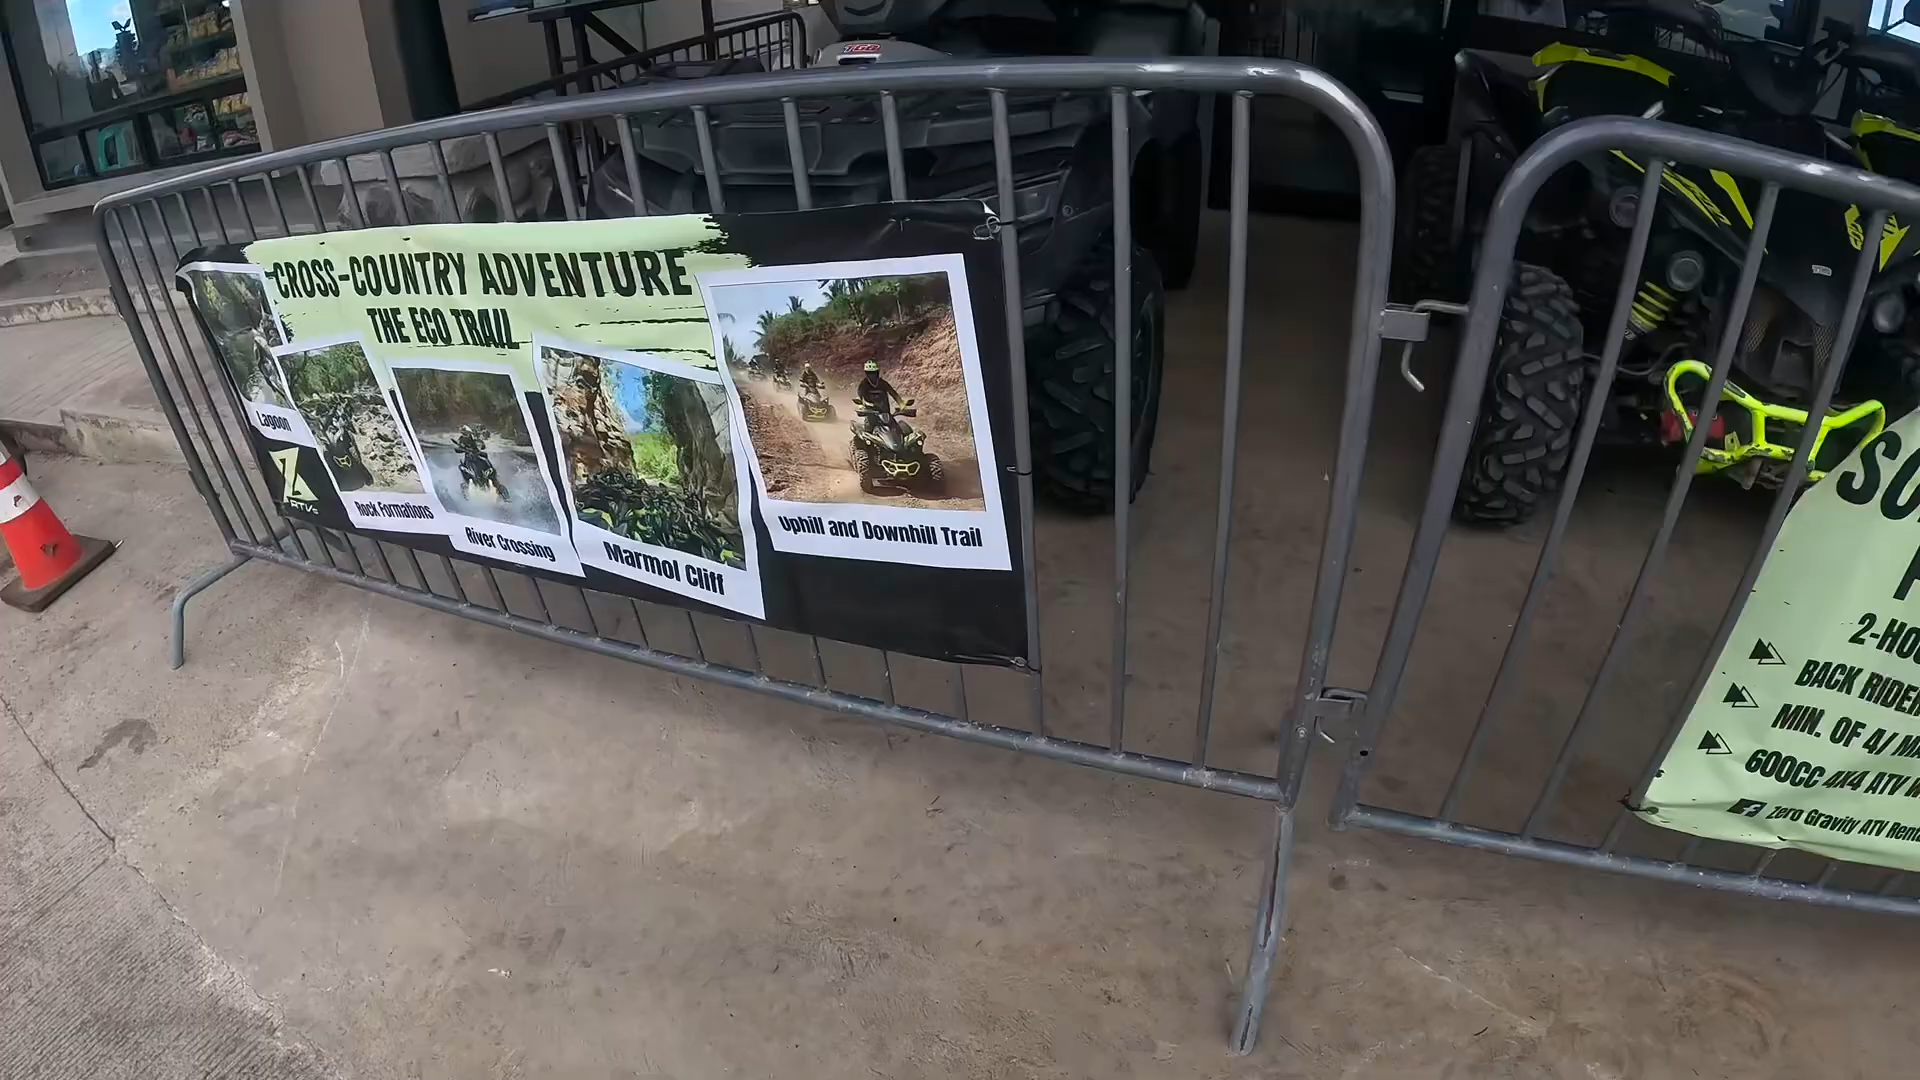 CROSS-COUNTRY ADVENTURE
THE ECO TRAIL
Lagoon
Rock Formations
River Crossing
Marmol Cliff
Uphill and Downhill Trail
Z
ATVs
TGB
2-HO
BACK RIDER
MIN. OF 4/
600CC 4X4 ATV
Zero Gravity ATV